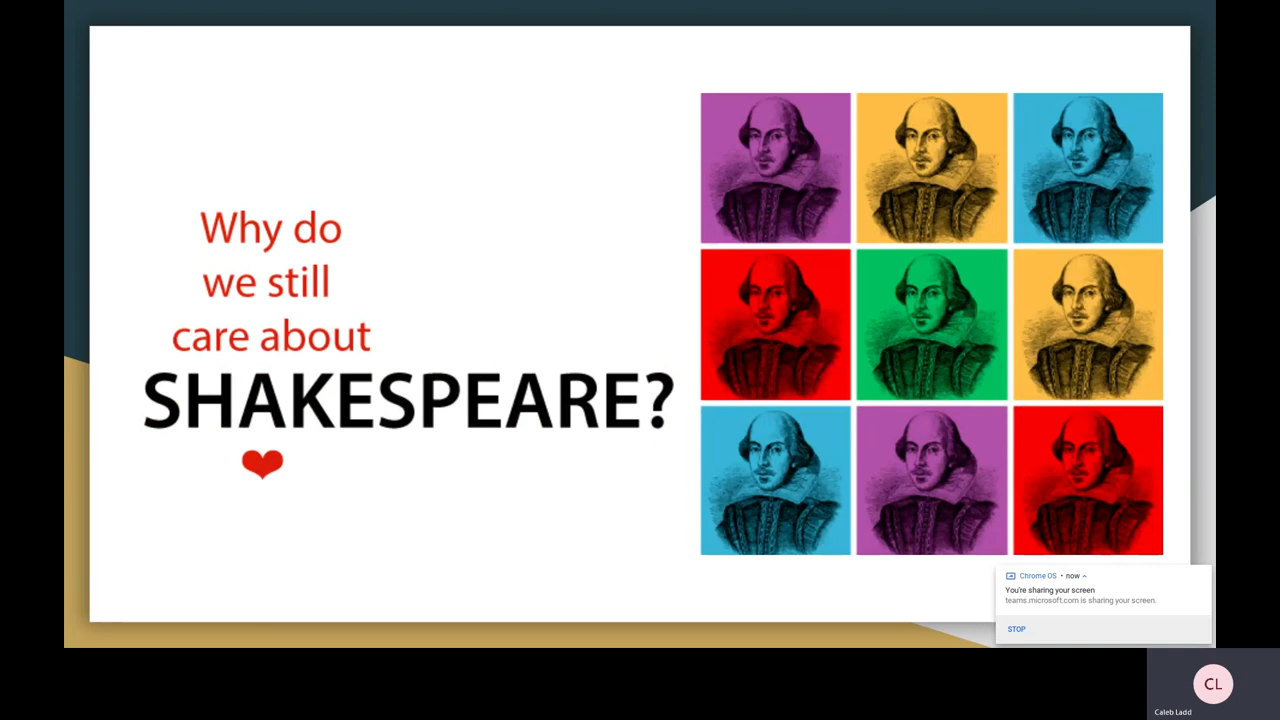 Why do
we still
care about
SHAKESPEARE?
Chrome OS • now
You're sharing your screen
teams.microsoft.com is sharing your screen.
STOP
CL
Caleb Ladd